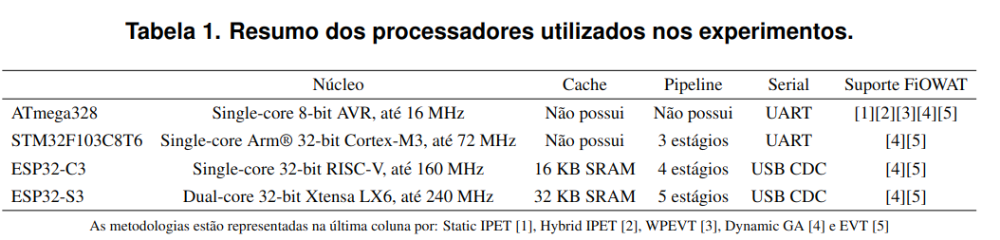 Tabela 1. Resumo dos processadores utilizados nos experimentos.
Núcleo Cache Pipeline Serial Suporte FiOWAT
ATmega328 Single-core 8-bit AVR, até 16 MHz Não possui Não possui UART [1][2][3][4][5]
STM32F103C8T6 Single-core Arm® 32-bit Cortex-M3, até 72 MHz Não possui 3 estágios UART [4][5]
ESP32-C3 Single-core 32-bit RISC-V, até 160 MHz 16 KB SRAM 4 estágios USB CDC [4][5]
ESP32-S3 Dual-core 32-bit Xtensa LX6, até 240 MHz 32 KB SRAM 5 estágios USB CDC [4][5]
As metodologias estão representadas na última coluna por: Static IPET [1], Hybrid IPET [2], WPEVT [3], Dynamic GA [4] e EVT [5]